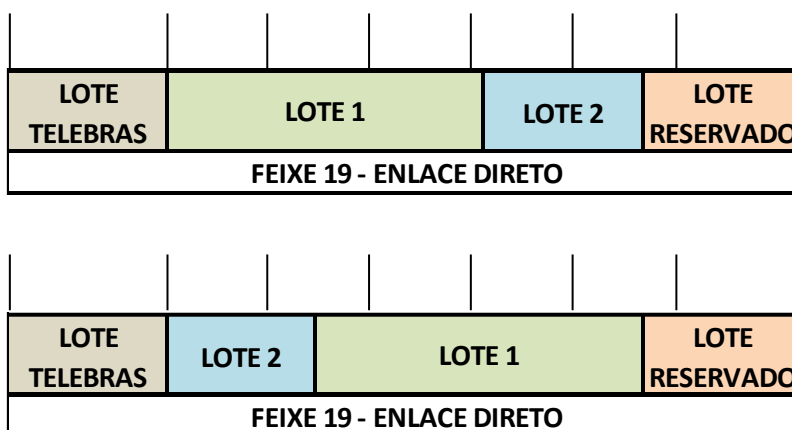 LOTE TELEBRAS
LOTE 1
LOTE 2
LOTE RESERVADO
FEIXE 19 - ENLACE DIRETO
LOTE TELEBRAS
LOTE 2
LOTE 1
LOTE RESERVADO
FEIXE 19 - ENLACE DIRETO